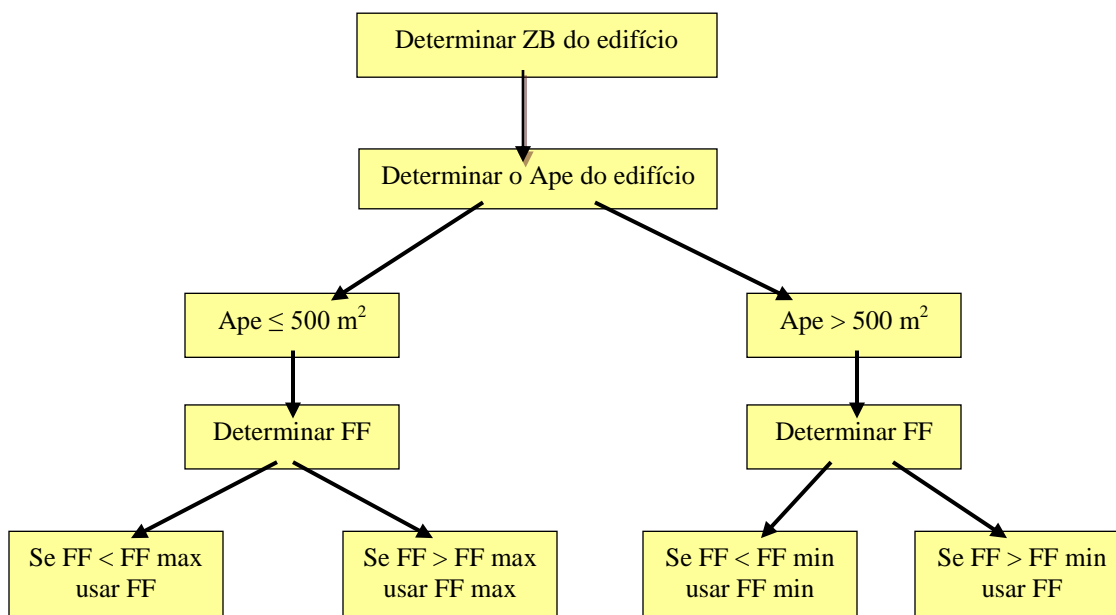 Determinar ZB do edifício
Determinar o Ape do edifício
Ape ≤ 500 m²
Ape > 500 m²
Determinar FF
Determinar FF
Se FF < FF max
usar FF
Se FF > FF max
usar FF max
Se FF < FF min
usar FF min
Se FF > FF min
usar FF